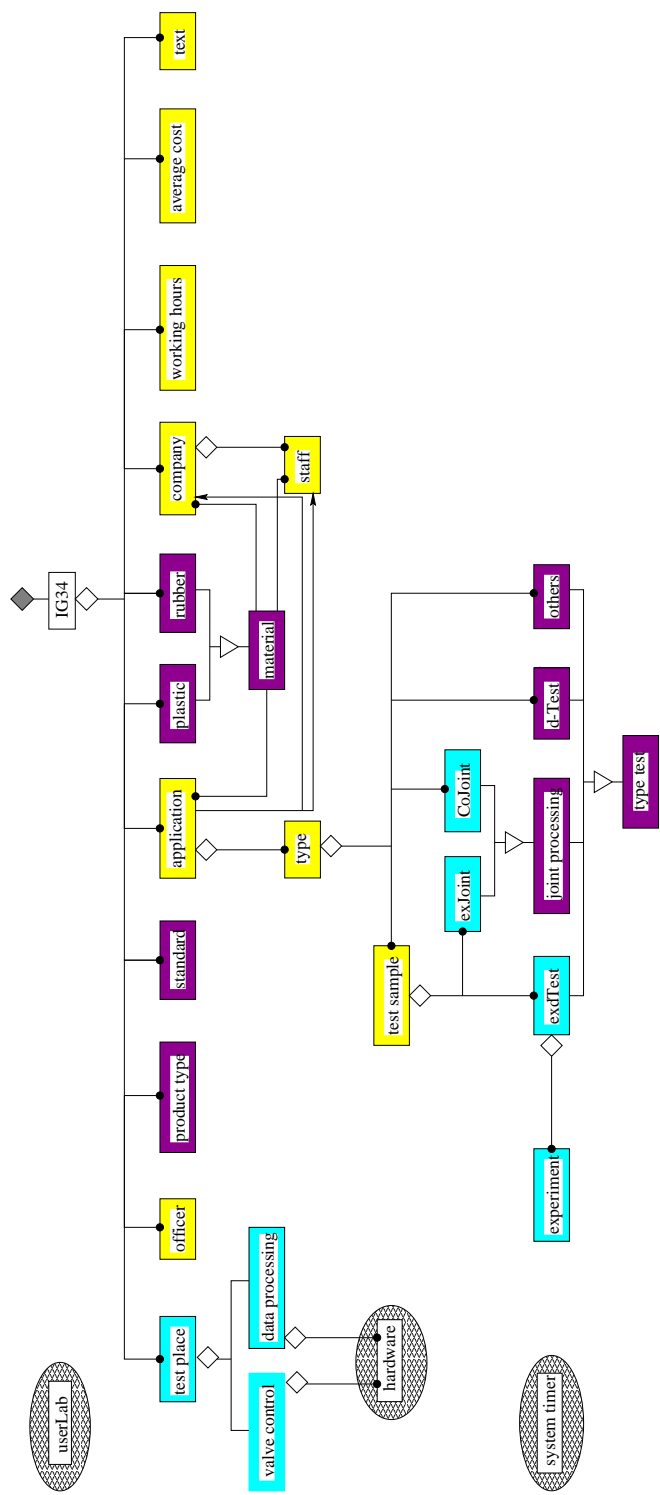 userLab
IG34
test place
officer
product type
standard
application
plastic
rubber
company
working hours
average cost
text
valve control
data processing
material
type
staff
hardware
test sample
exJoint
CoJoint
system timer
experiment
exdTest
joint processing
d-Test
others
type test